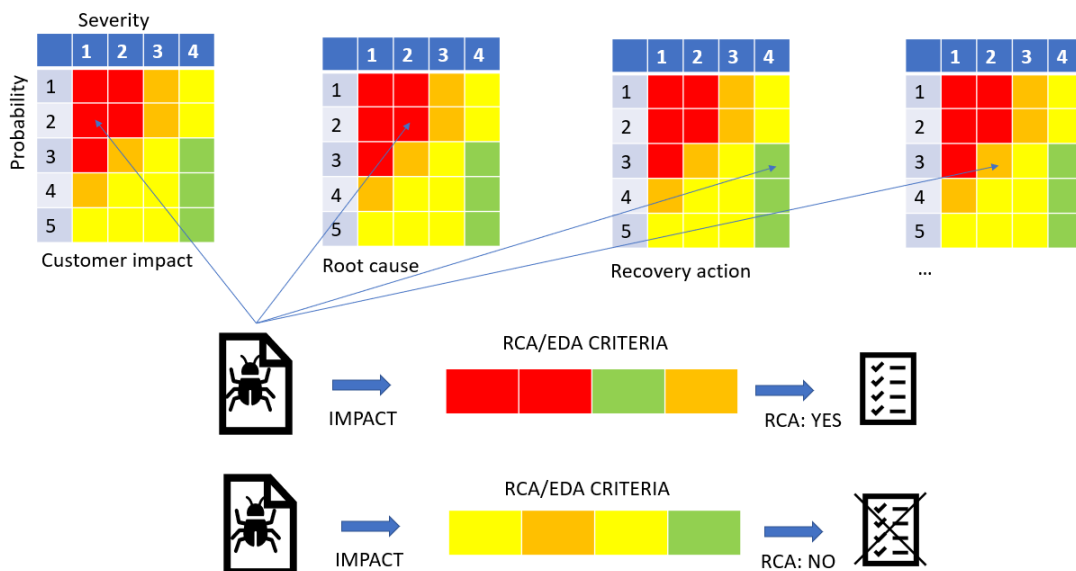 Severity
Probability
1 2 3 4
1
2
3
4
5
Customer impact
1 2 3 4
1
2
3
4
5
Root cause
1 2 3 4
1
2
3
4
5
Recovery action
1 2 3 4
1
2
3
4
5
...
RCA/EDA CRITERIA
IMPACT
RCA: YES
RCA/EDA CRITERIA
IMPACT
RCA: NO